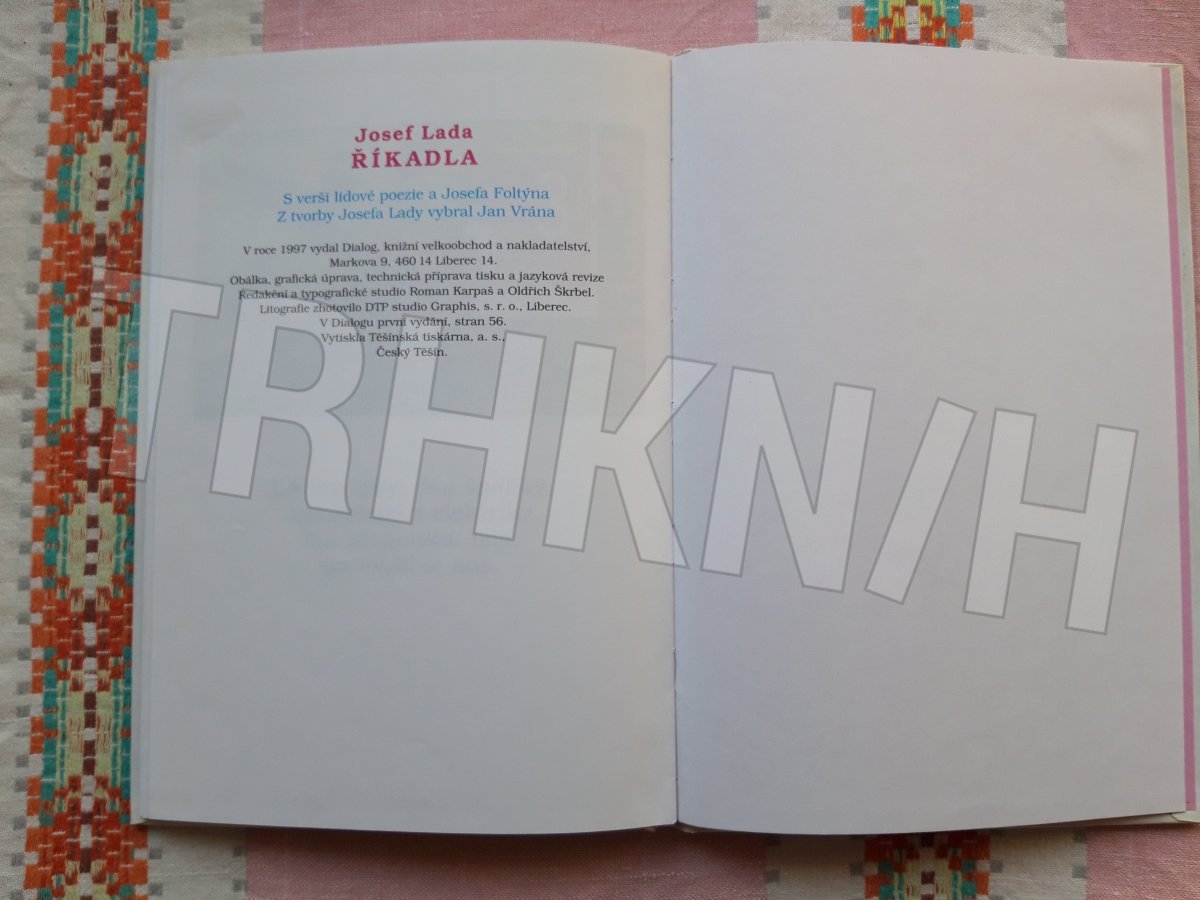 Josef Lada
ŘÍKADLA
S verši lidové poezie a Josefa Foltýna
Z tvorby Josefa Lady vybral Jan Vrána
V roce 1997 vydal Dialog, knižní velkoobchod a nakladatelství,
Markova 9, 460 14 Liberec 14.
Obálka, grafická úprava, technická příprava tisku a jazyková revize
Redakční a typografické studio Roman Karpaš a Oldřich Škrbel.
Litografie zhotovilo DTP studio Graphis, s. r. o., Liberec.
V Dialogu první vydání, stran 56.
Vytiskla Těšínská tiskárna, a. s.,
Český Těšín.
TRHKN/H